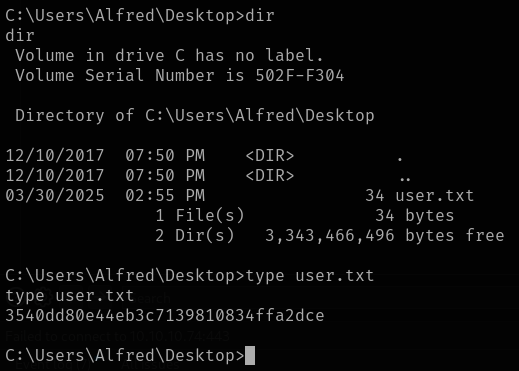 C:\Users\Alfred\Desktop>dir
dir
 Volume in drive C has no label.
 Volume Serial Number is 502F-F304

 Directory of C:\Users\Alfred\Desktop

12/10/2017  07:50 PM    <DIR>          .
12/10/2017  07:50 PM    <DIR>          ..
03/30/2025  02:55 PM                34 user.txt
               1 File(s)             34 bytes
               2 Dir(s)   3,343,466,496 bytes free

C:\Users\Alfred\Desktop>type user.txt
type user.txt
3540dd80e44eb3c7139810834ffa2dce

C:\Users\Alfred\Desktop>